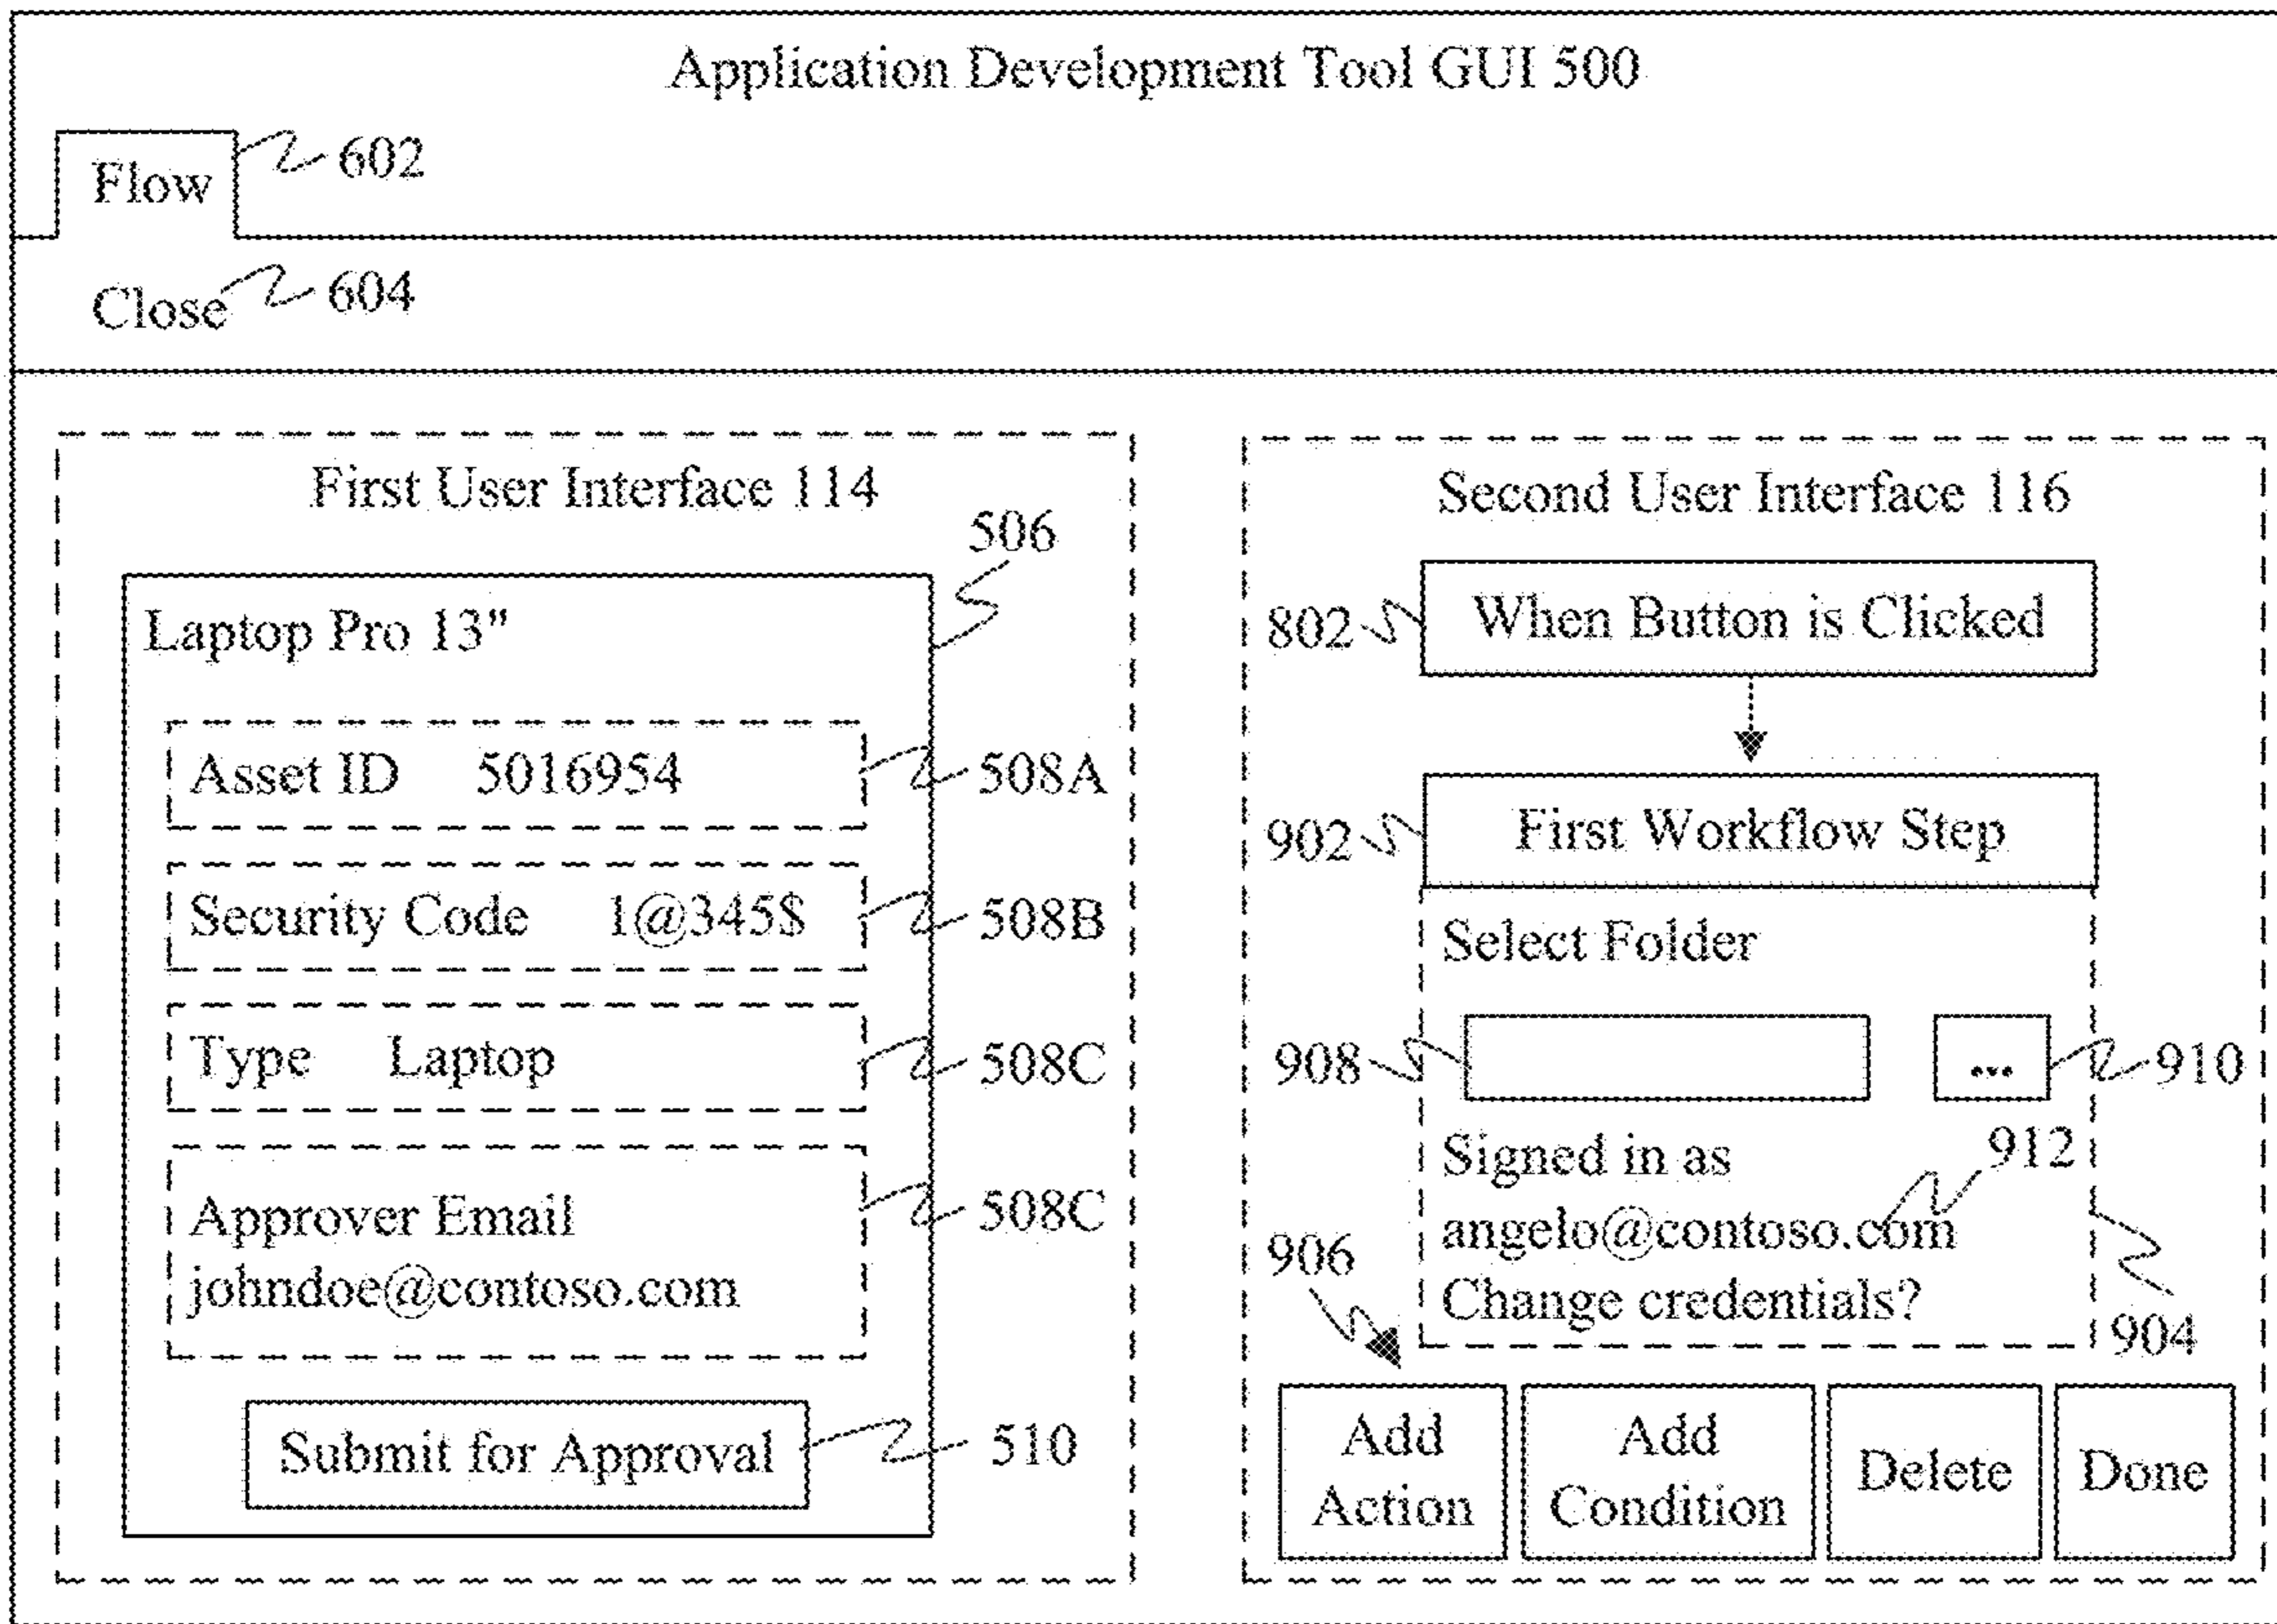 Application Development Tool GUI 500
Flow
602
Close
604
First User Interface 114
506
Laptop Pro 13"
Asset ID 5016954
508A
Security Code 1@345$
508B
Type Laptop
508C
Approver Email
508C
johndoe@contoso.com
Submit for Approval
510
Second User Interface 116
802
When Button is Clicked
902
First Workflow Step
Select Folder
908
...
910
Signed in as
912
angelo@contoso.com
906
Change credentials?
904
Add
Action
Add
Condition
Delete
Done